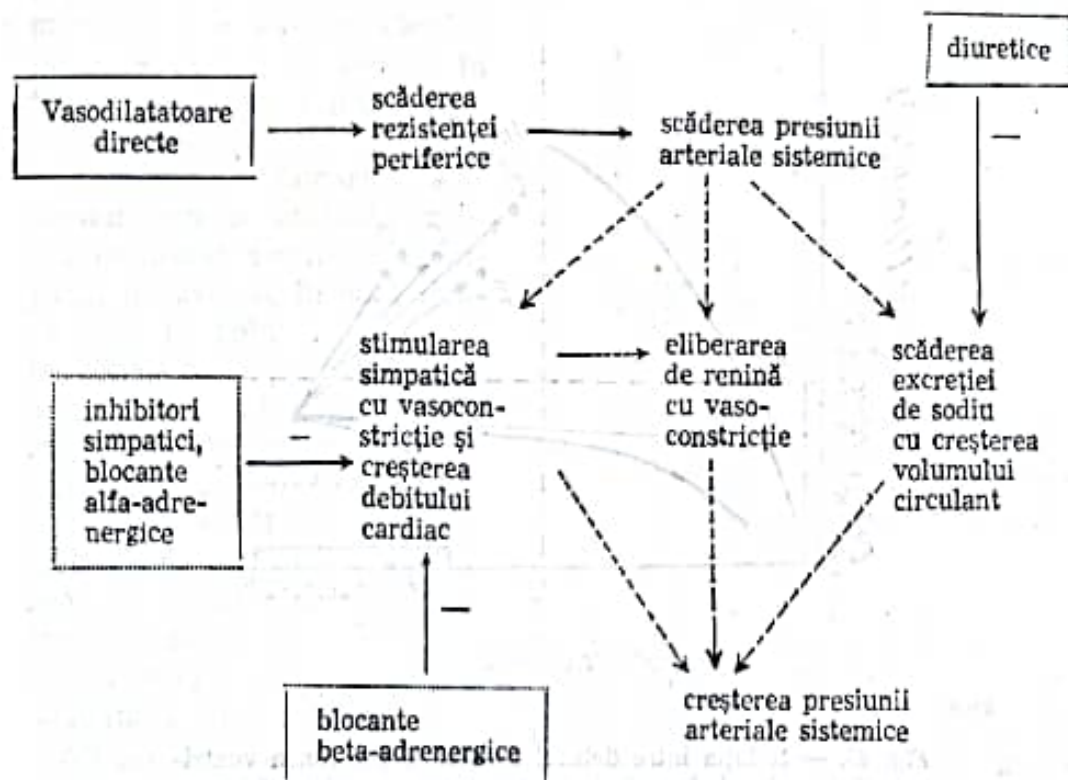 diuretice
Vasodilatatoare
directe
scăderea
rezistenței
periferice
scăderea presiunii
arteriale sistemice
—
stimularea
simpatică
cu vasocon-
stricție și
creșterea
debitului
cardiac
eliberarea
de renină
cu vaso-
constricție
scăderea
excreției
de sodiu
cu creșterea
volumului
circulant
inhibitori
simpatici,
blocante
alfa-adre-
nergice
—
—
blocante
beta-adrenergice
creșterea presiunii
arteriale sistemice